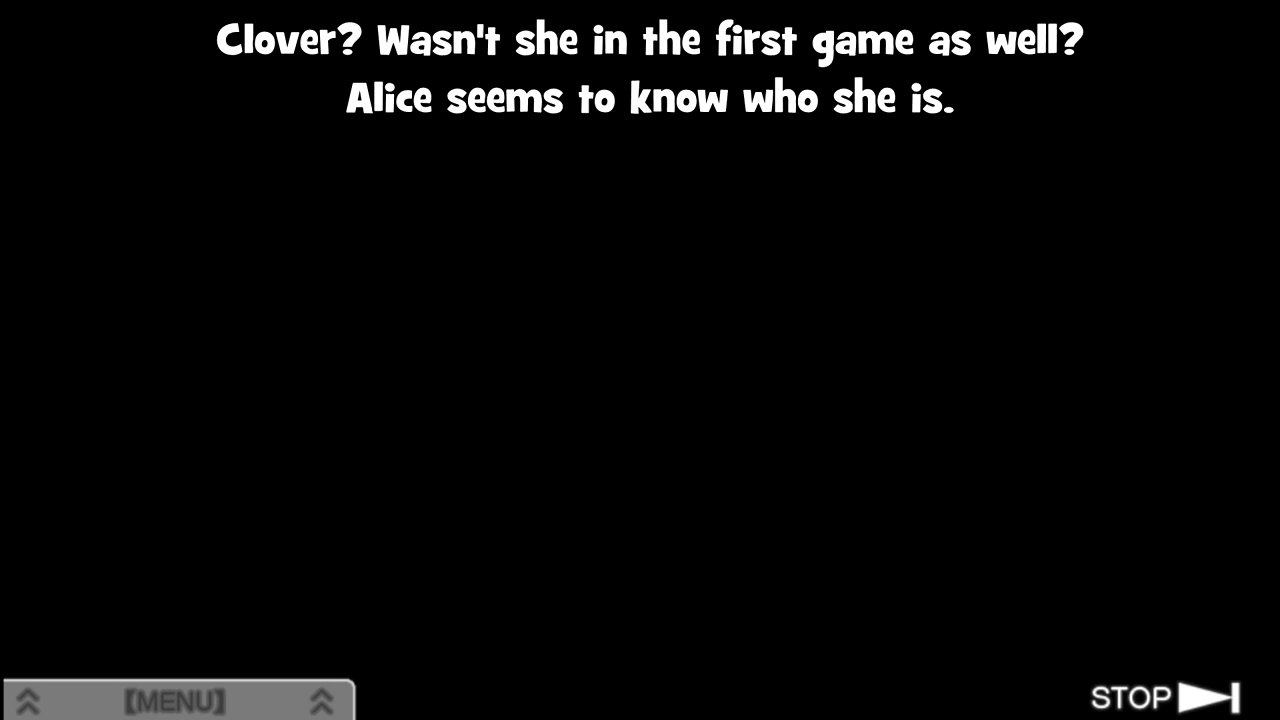 Clover? Wasn't she in the first game as well?
Alice seems to know who she is.
【MENU】
STOP